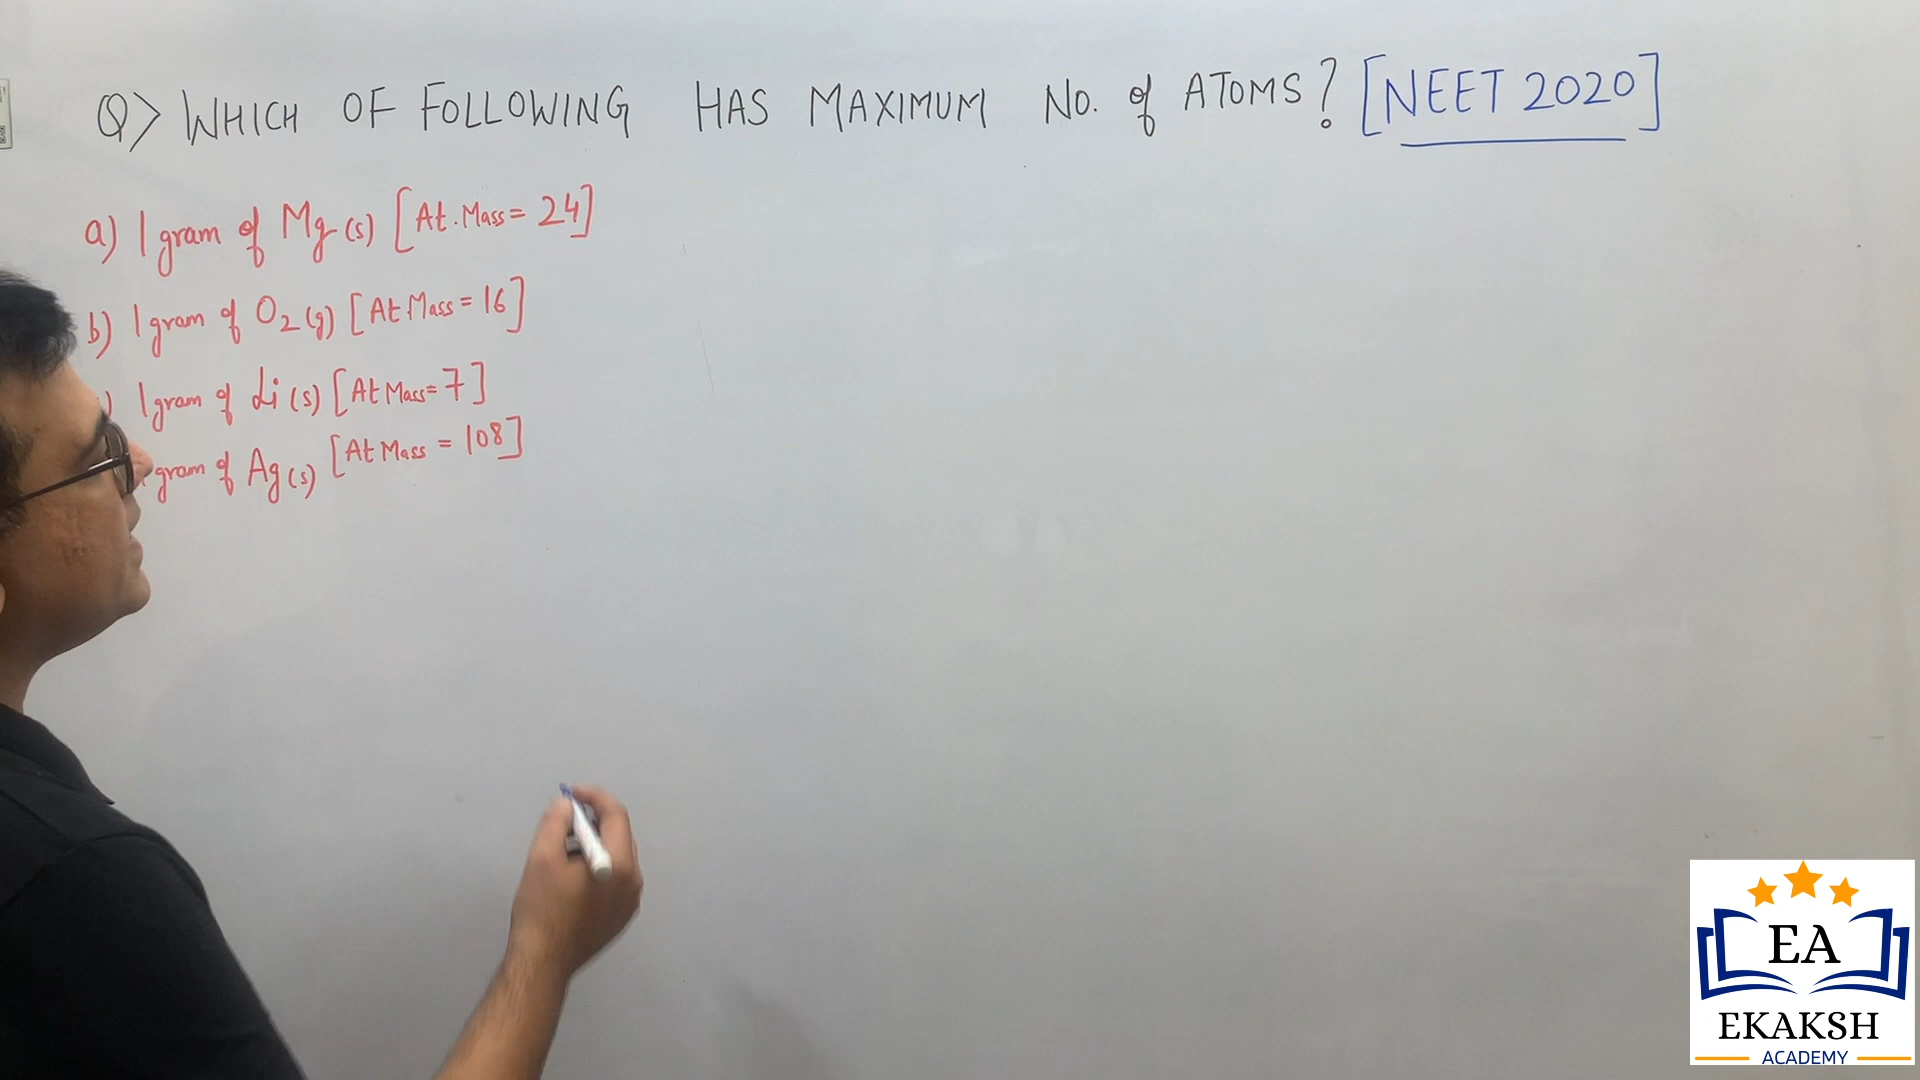 Q> WHICH OF FOLLOWING HAS MAXIMUM No. of ATOMS? [NEET 2020]
a) 1 gram of Mg (s) [At. Mass = 24]
b) 1 gram of O2 (g) [At Mass = 16]
) 1 gram of Li (s) [At Mass = 7]
gram of Ag (s) [At Mass = 108]
EA
EKAKSH
ACADEMY